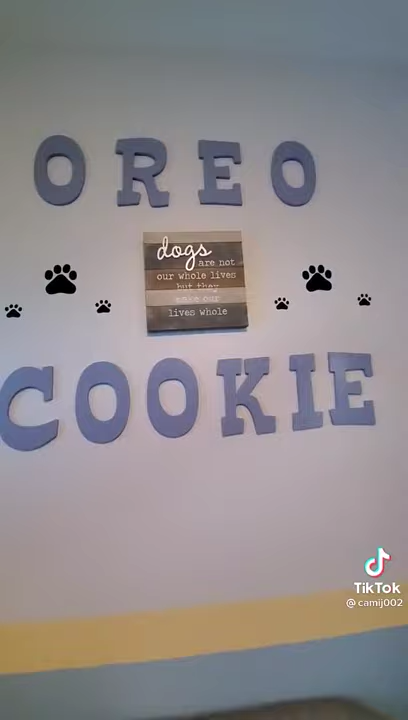 OREO
dogs
are not
our whole lives
but they
make our
lives whole
COOKIE
TikTok
@camij002